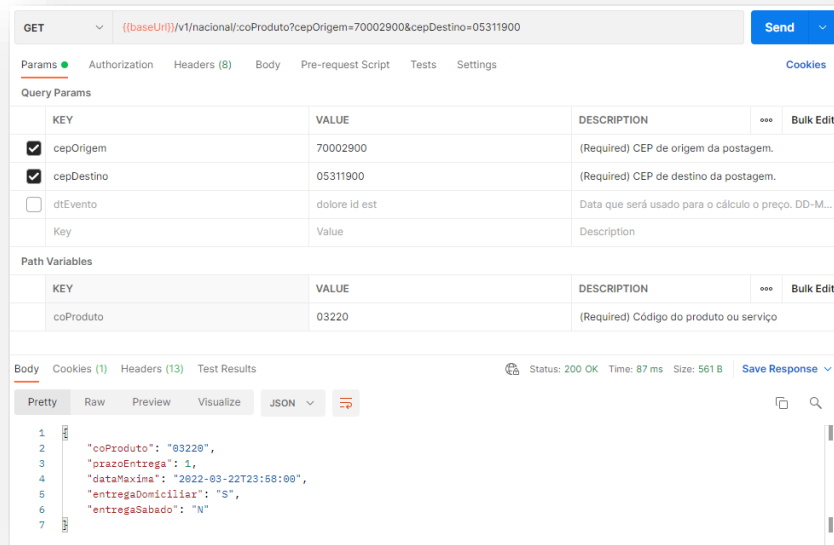 GET {{baseUrl}}/v1/nacional/:coProduto?cepOrigem=70002900&cepDestino=05311900 Send
Params Authorization Headers (8) Body Pre-request Script Tests Settings Cookies
Query Params
KEY VALUE DESCRIPTION ooo Bulk Edit
cepOrigem 70002900 (Required) CEP de origem da postagem.
cepDestino 05311900 (Required) CEP de destino da postagem.
dtEvento dolore id est Data que será usado para o cálculo o preço. DD-M...
Key Value Description
Path Variables
KEY VALUE DESCRIPTION ooo Bulk Edit
coProduto 03220 (Required) Código do produto ou serviço
Body Cookies (1) Headers (13) Test Results Status: 200 OK Time: 87 ms Size: 561 B Save Response
Pretty Raw Preview Visualize JSON
1 {
2 "coProduto": "03220",
3 "prazoEntrega": 1,
4 "dataMaxima": "2022-03-22T23:58:00",
5 "entregaDomiciliar": "S",
6 "entregaSabado": "N"
7 }